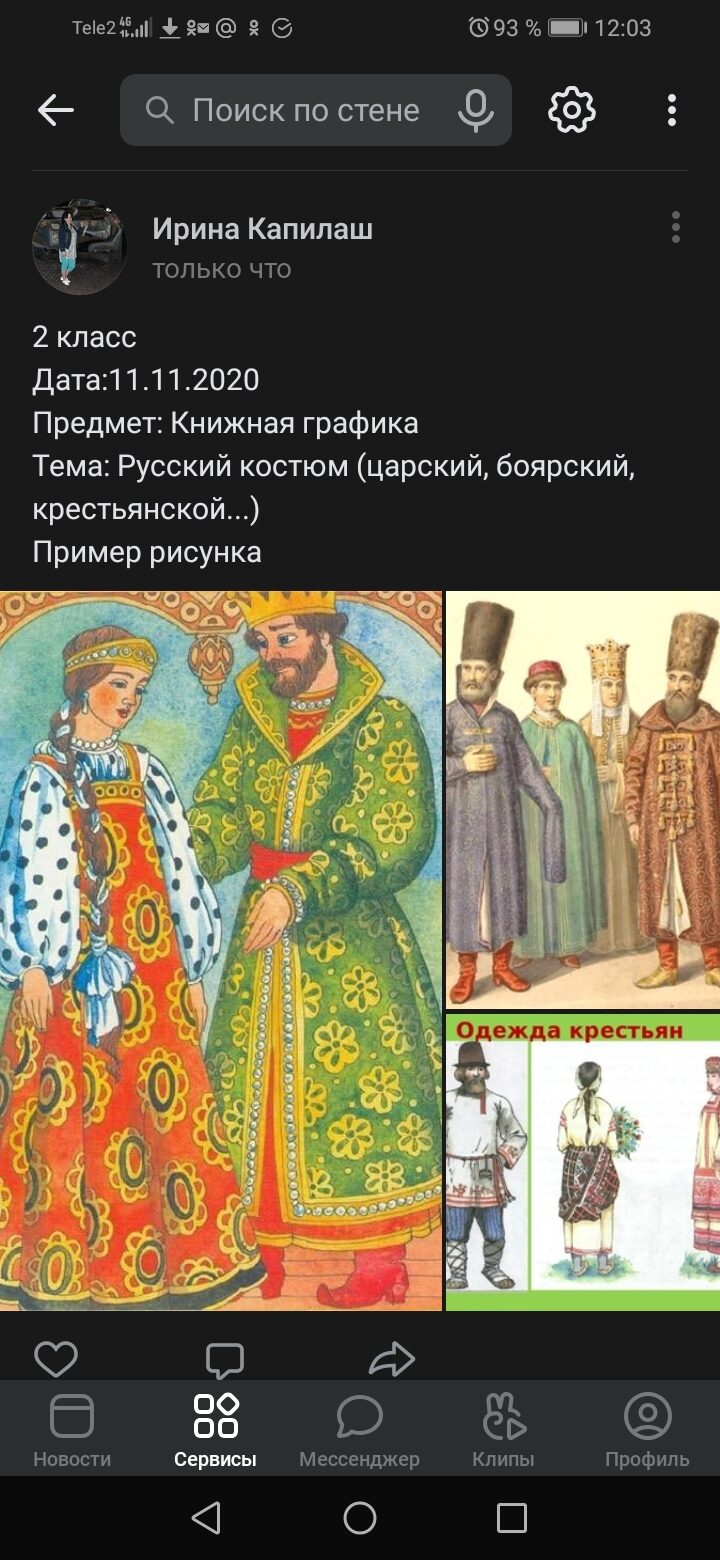 Tele2 4G 93 % 12:03
Поиск по стене
Ирина Капилаш
только что
2 класс
Дата:11.11.2020
Предмет: Книжная графика
Тема: Русский костюм (царский, боярский,
крестьянской...)
Пример рисунка
Одежда крестьян
Новости Сервисы Мессенджер Клипы Профиль